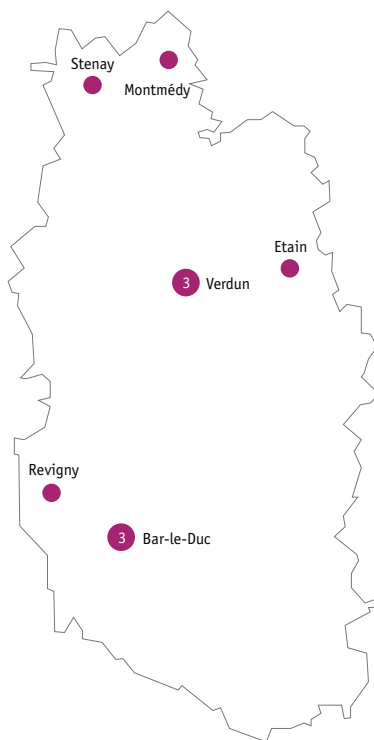 Stenay
Montmédy
Etain
3 Verdun
Revigny
3 Bar-le-Duc